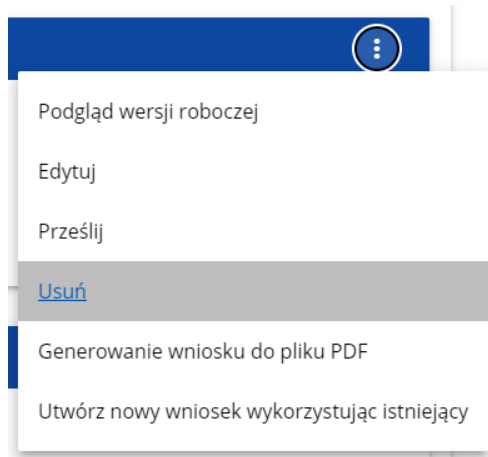 Podgląd wersji roboczej
Edytuj
Prześlij
Usuń
Generowanie wniosku do pliku PDF
Utwórz nowy wniosek wykorzystując istniejący